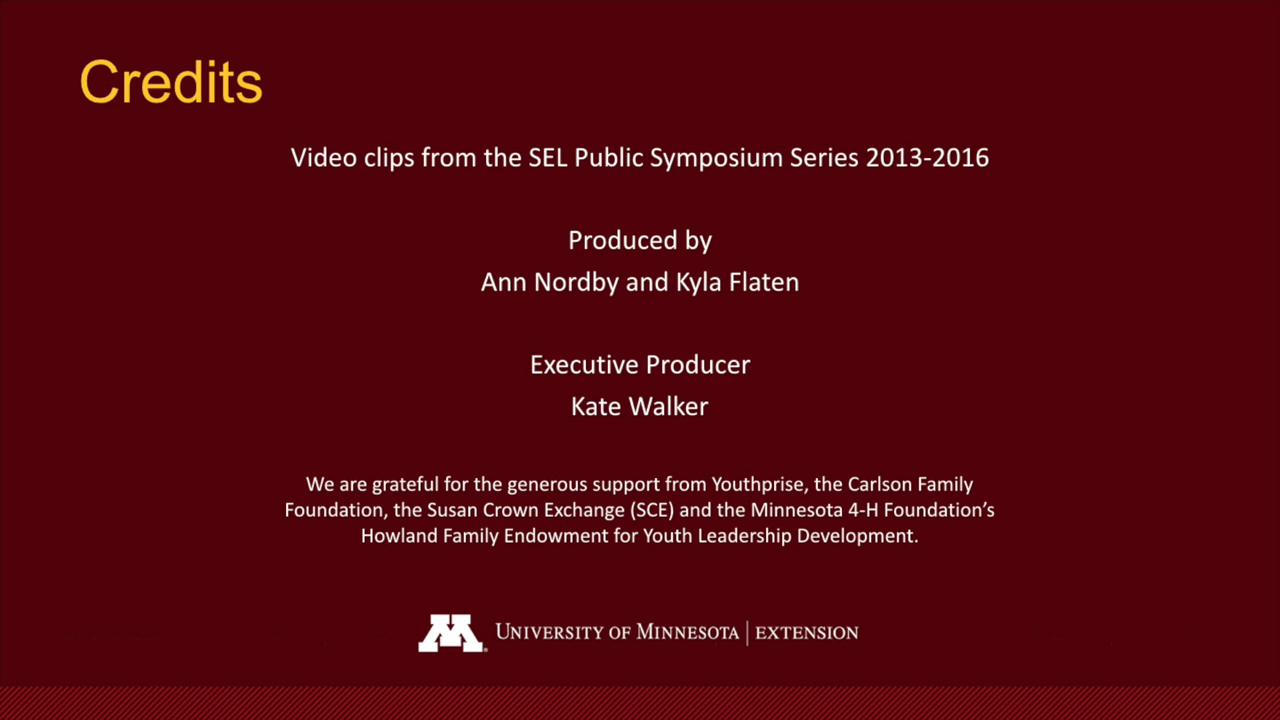 Credits
Video clips from the SEL Public Symposium Series 2013-2016
Produced by
Ann Nordby and Kyla Flaten
Executive Producer
Kate Walker
We are grateful for the generous support from Youthprise, the Carlson Family
Foundation, the Susan Crown Exchange (SCE) and the Minnesota 4-H Foundation’s
Howland Family Endowment for Youth Leadership Development.
M UNIVERSITY OF MINNESOTA | EXTENSION